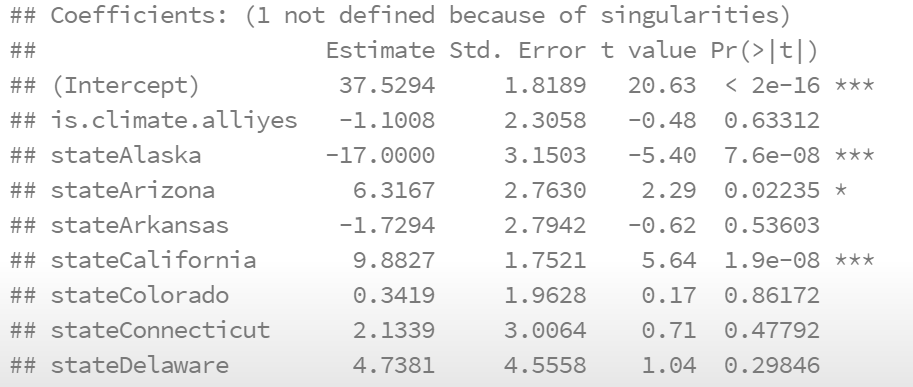 ## Coefficients: (1 not defined because of singularities)
## Estimate Std. Error t value Pr(>|t|)
## (Intercept) 37.5294 1.8189 20.63 < 2e-16 ***
## is.climate.alliyes -1.1008 2.3058 -0.48 0.63312
## stateAlaska -17.0000 3.1503 -5.40 7.6e-08 ***
## stateArizona 6.3167 2.7630 2.29 0.02235 *
## stateArkansas -1.7294 2.7942 -0.62 0.53603
## stateCalifornia 9.8827 1.7521 5.64 1.9e-08 ***
## stateColorado 0.3419 1.9628 0.17 0.86172
## stateConnecticut 2.1339 3.0064 0.71 0.47792
## stateDelaware 4.7381 4.5558 1.04 0.29846